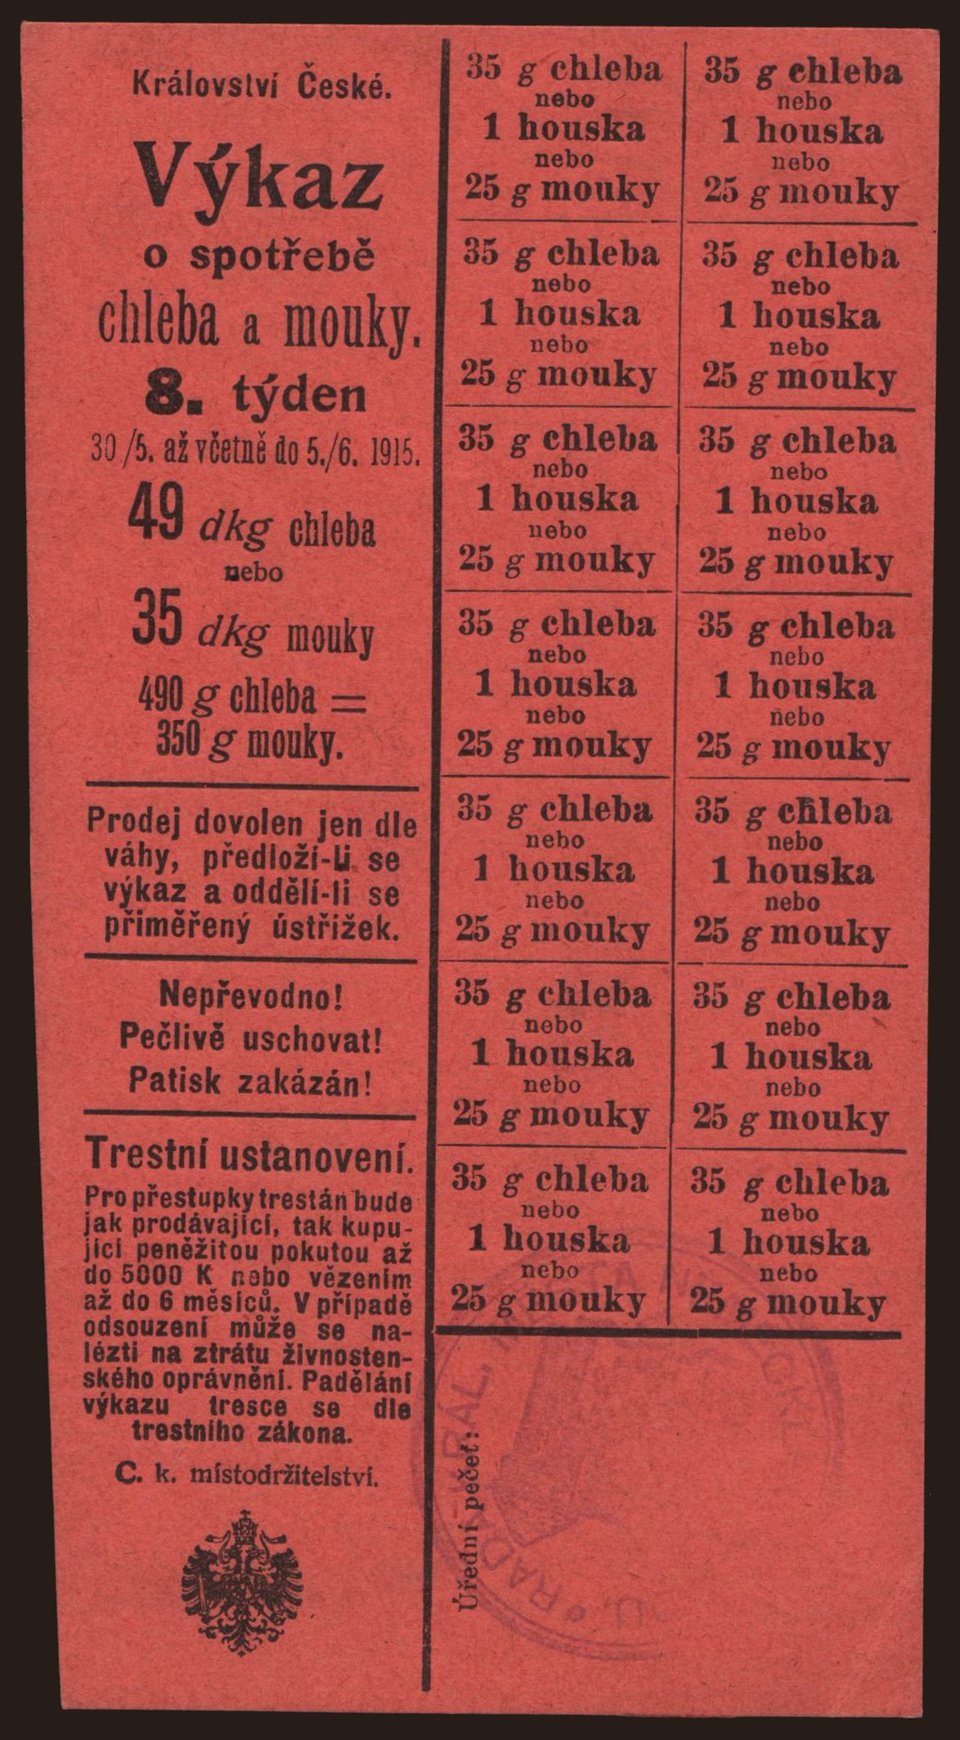 Království České.
Výkaz
o spotřebě
chleba a mouky.
8. týden
30/5. až včetně do 5./6. 1915.
49 dkg chleba
nebo
35 dkg mouky
490 g chleba =
350 g mouky.
Prodej dovolen jen dle
váhy, předloží-li se
výkaz a oddělí-li se
přiměřený ústřižek.
Nepřevodno!
Pečlivě uschovat!
Patisk zakázán!
Trestní ustanovení.
Pro přestupky trestán bude
jak prodávající, tak kupu-
jící peněžitou pokutou až
do 5000 K nebo vězením
až do 6 měsíců. V případě
odsouzení může se na-
lézti na ztrátu živnosten-
ského oprávnění. Padělání
výkazu tresce se dle
trestního zákona.
C. k. místodržitelství.
35 g chleba
nebo
1 houska
nebo
25 g mouky
35 g chleba
nebo
1 houska
nebo
25 g mouky
35 g chleba
nebo
1 houska
nebo
25 g mouky
35 g chleba
nebo
1 houska
nebo
25 g mouky
35 g chleba
nebo
1 houska
nebo
25 g mouky
35 g chleba
nebo
1 houska
nebo
25 g mouky
35 g chleba
nebo
1 houska
nebo
25 g mouky
35 g chleba
nebo
1 houska
nebo
25 g mouky
35 g chleba
nebo
1 houska
nebo
25 g mouky
35 g chleba
nebo
1 houska
nebo
25 g mouky
35 g chleba
nebo
1 houska
nebo
25 g mouky
35 g chleba
nebo
1 houska
nebo
25 g mouky
35 g chleba
nebo
1 houska
nebo
25 g mouky
35 g chleba
nebo
1 houska
nebo
25 g mouky
Úřední pečeť:
RADA KRÁL. MĚSTA